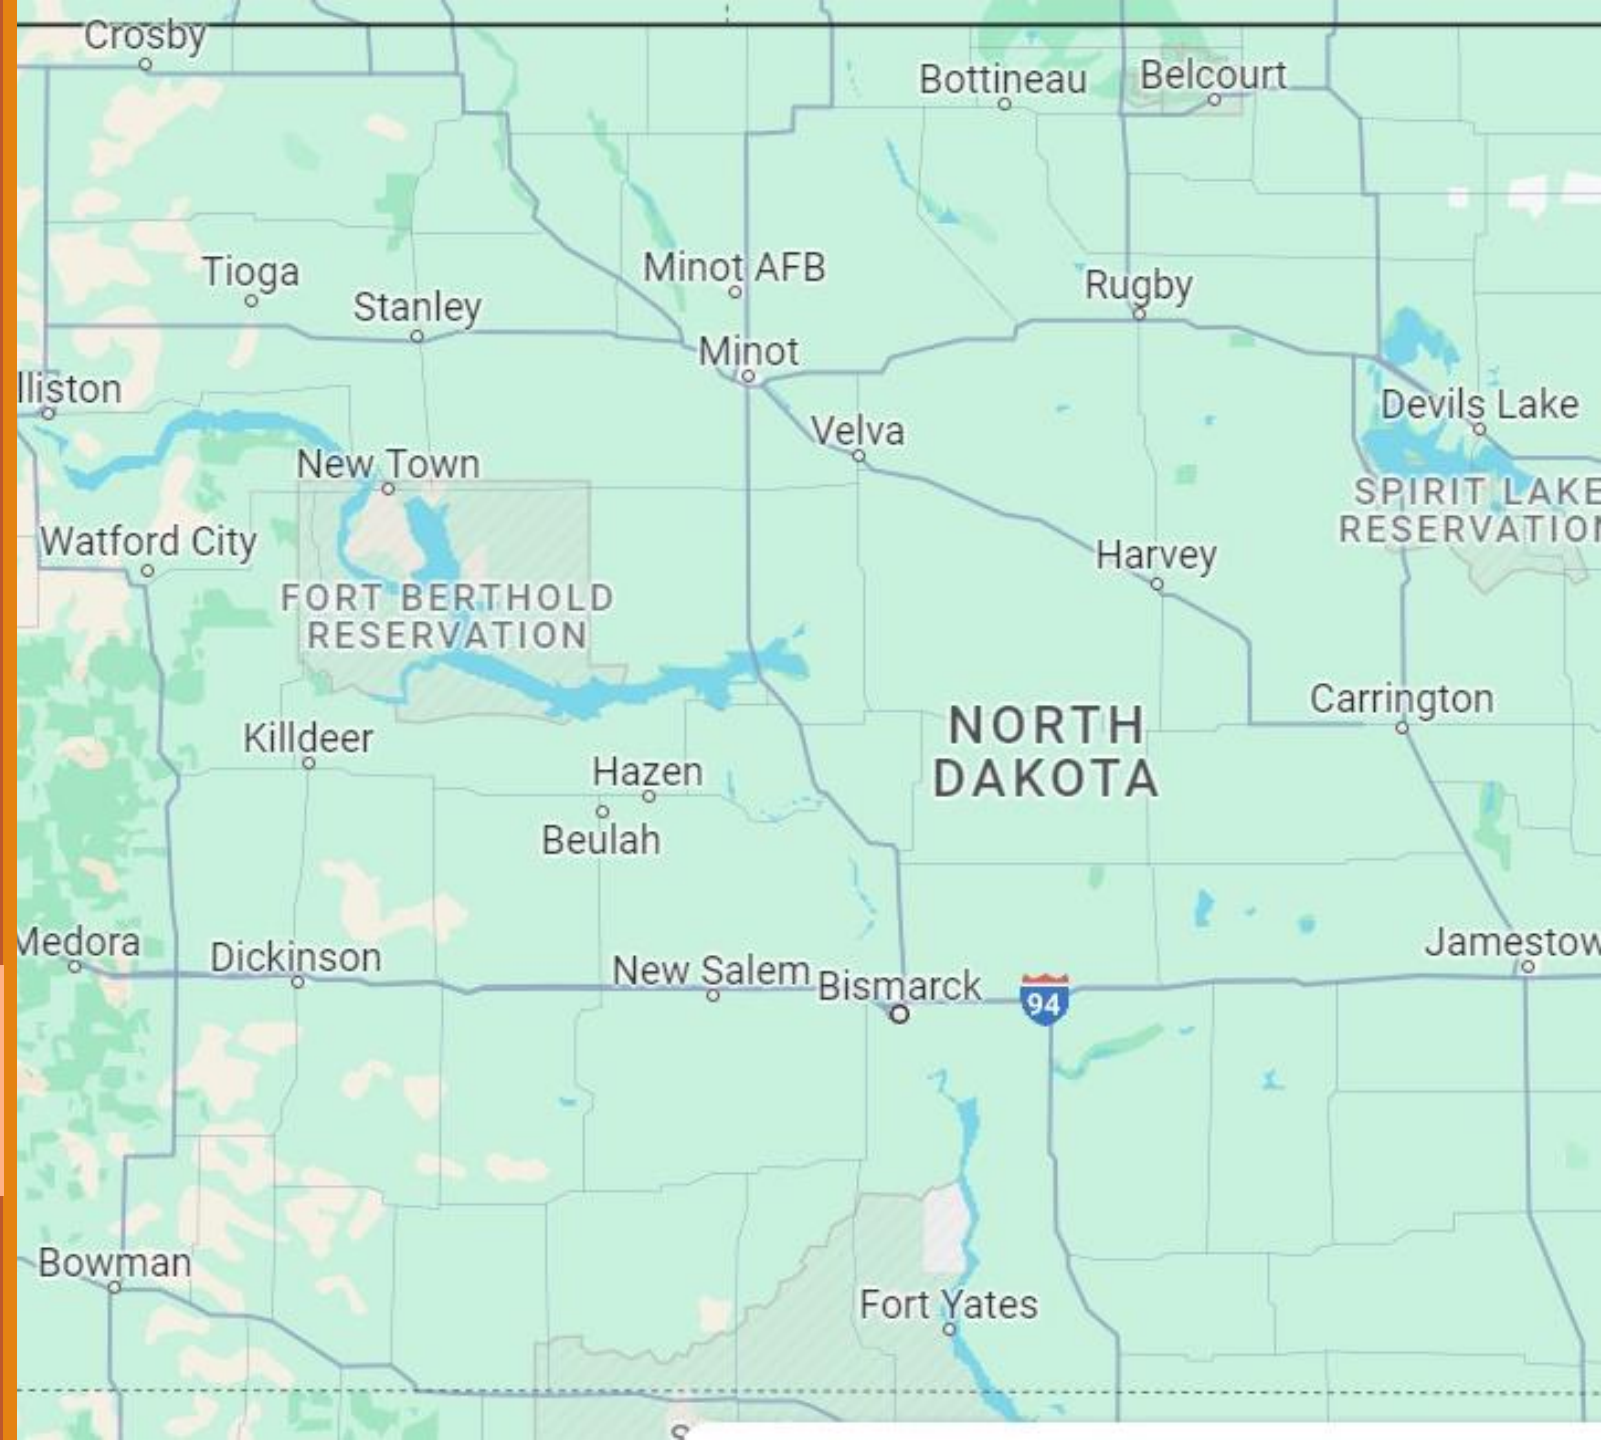 Crosby
Bottineau
Belcourt
Tioga
Stanley
Minot AFB
Rugby
Minot
lliston
Velva
Devils Lake
New Town
SPIRIT LAKE
RESERVATION
Watford City
Harvey
FORT BERTHOLD
RESERVATION
Killdeer
Carrington
NORTH
DAKOTA
Hazen
Beulah
Medora
Dickinson
New Salem
Bismarck
94
Jamestow
Bowman
Fort Yates
S